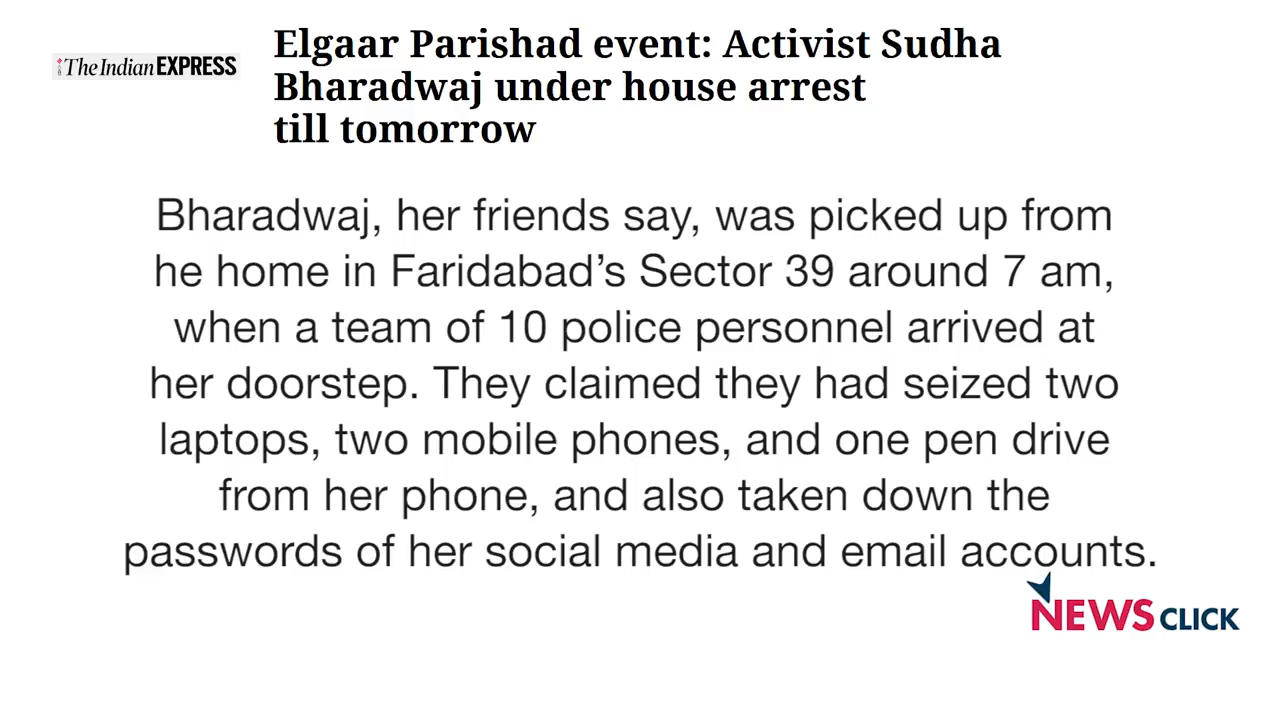 The Indian EXPRESS
Elgaar Parishad event: Activist Sudha
Bharadwaj under house arrest
till tomorrow
Bharadwaj, her friends say, was picked up from
he home in Faridabad’s Sector 39 around 7 am,
when a team of 10 police personnel arrived at
her doorstep. They claimed they had seized two
laptops, two mobile phones, and one pen drive
from her phone, and also taken down the
passwords of her social media and email accounts.
NEWS CLICK